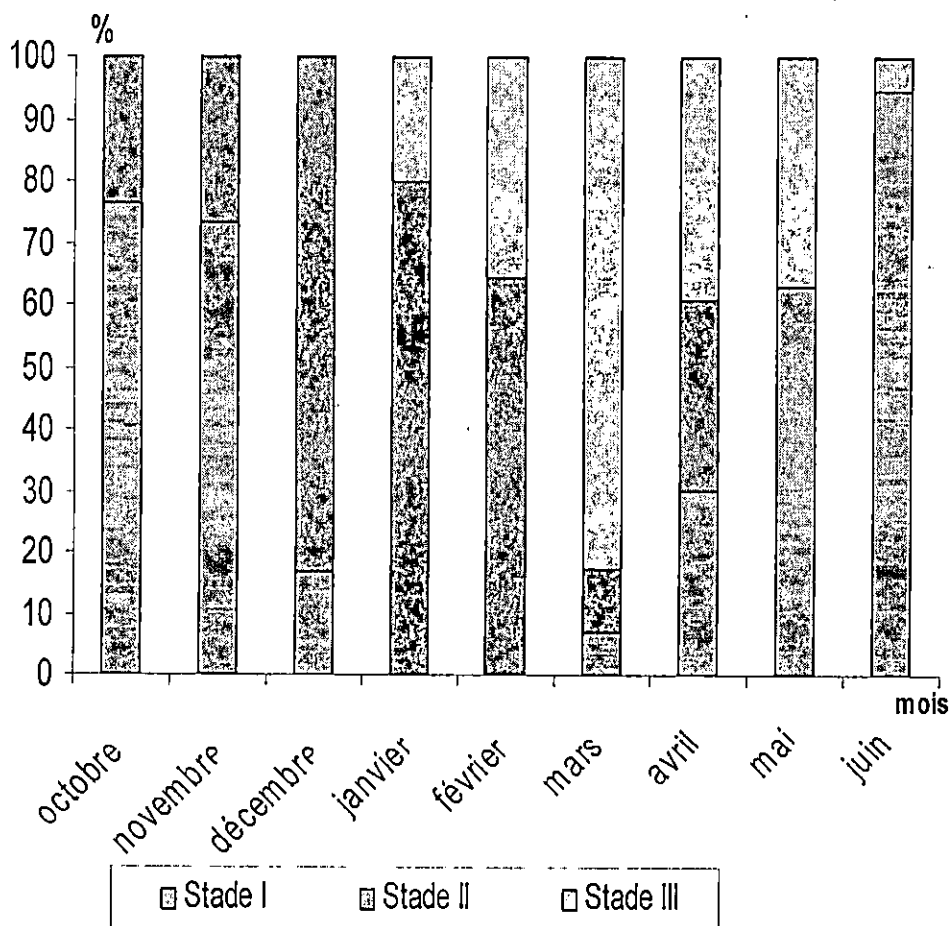 %
100
90
80
70
60
50
40
30
20
10
0
mois
octobre
novembre
décembre
janvier
février
mars
avril
mai
juin
Stade I
Stade II
Stade III